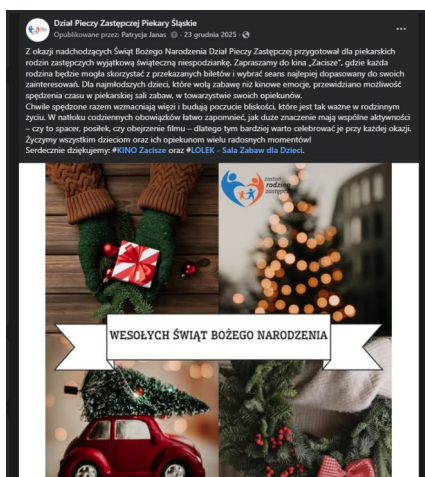 Dział Pieczy Zastępczej Piekary Śląskie
Opublikowane przez: Patrycja Janas · 23 grudnia 2025 ·
Z okazji nadchodzących Świąt Bożego Narodzenia Dział Pieczy Zastępczej przygotował dla piekarskich
rodzin zastępczych wyjątkową świąteczną niespodziankę. Zapraszamy do kina „Zacisze", gdzie każda
rodzina będzie mogła skorzystać z przekazanych biletów i wybrać seans najlepiej dopasowany do swoich
zainteresowań. Dla najmłodszych dzieci, które wolą zabawę niż kinowe emocje, przewidziano możliwość
spędzenia czasu w piekarskiej sali zabaw, w towarzystwie swoich opiekunów.
Chwile spędzone razem wzmacniają więzi i budują poczucie bliskości, które jest tak ważne w rodzinnym
życiu. W natłoku codziennych obowiązków łatwo zapomnieć, jak duże znaczenie mają wspólne aktywności
– czy to spacer, posiłek, czy obejrzenie filmu – dlatego tym bardziej warto celebrować je przy każdej okazji.
Życzymy wszystkim dzieciom oraz ich opiekunom wielu radosnych momentów!
Serdecznie dziękujemy: #KINO Zacisze oraz #LOLEK - Sala Zabaw dla Dzieci.
zostań
rodziną
zastępczą
WESOŁYCH ŚWIĄT BOŻEGO NARODZENIA